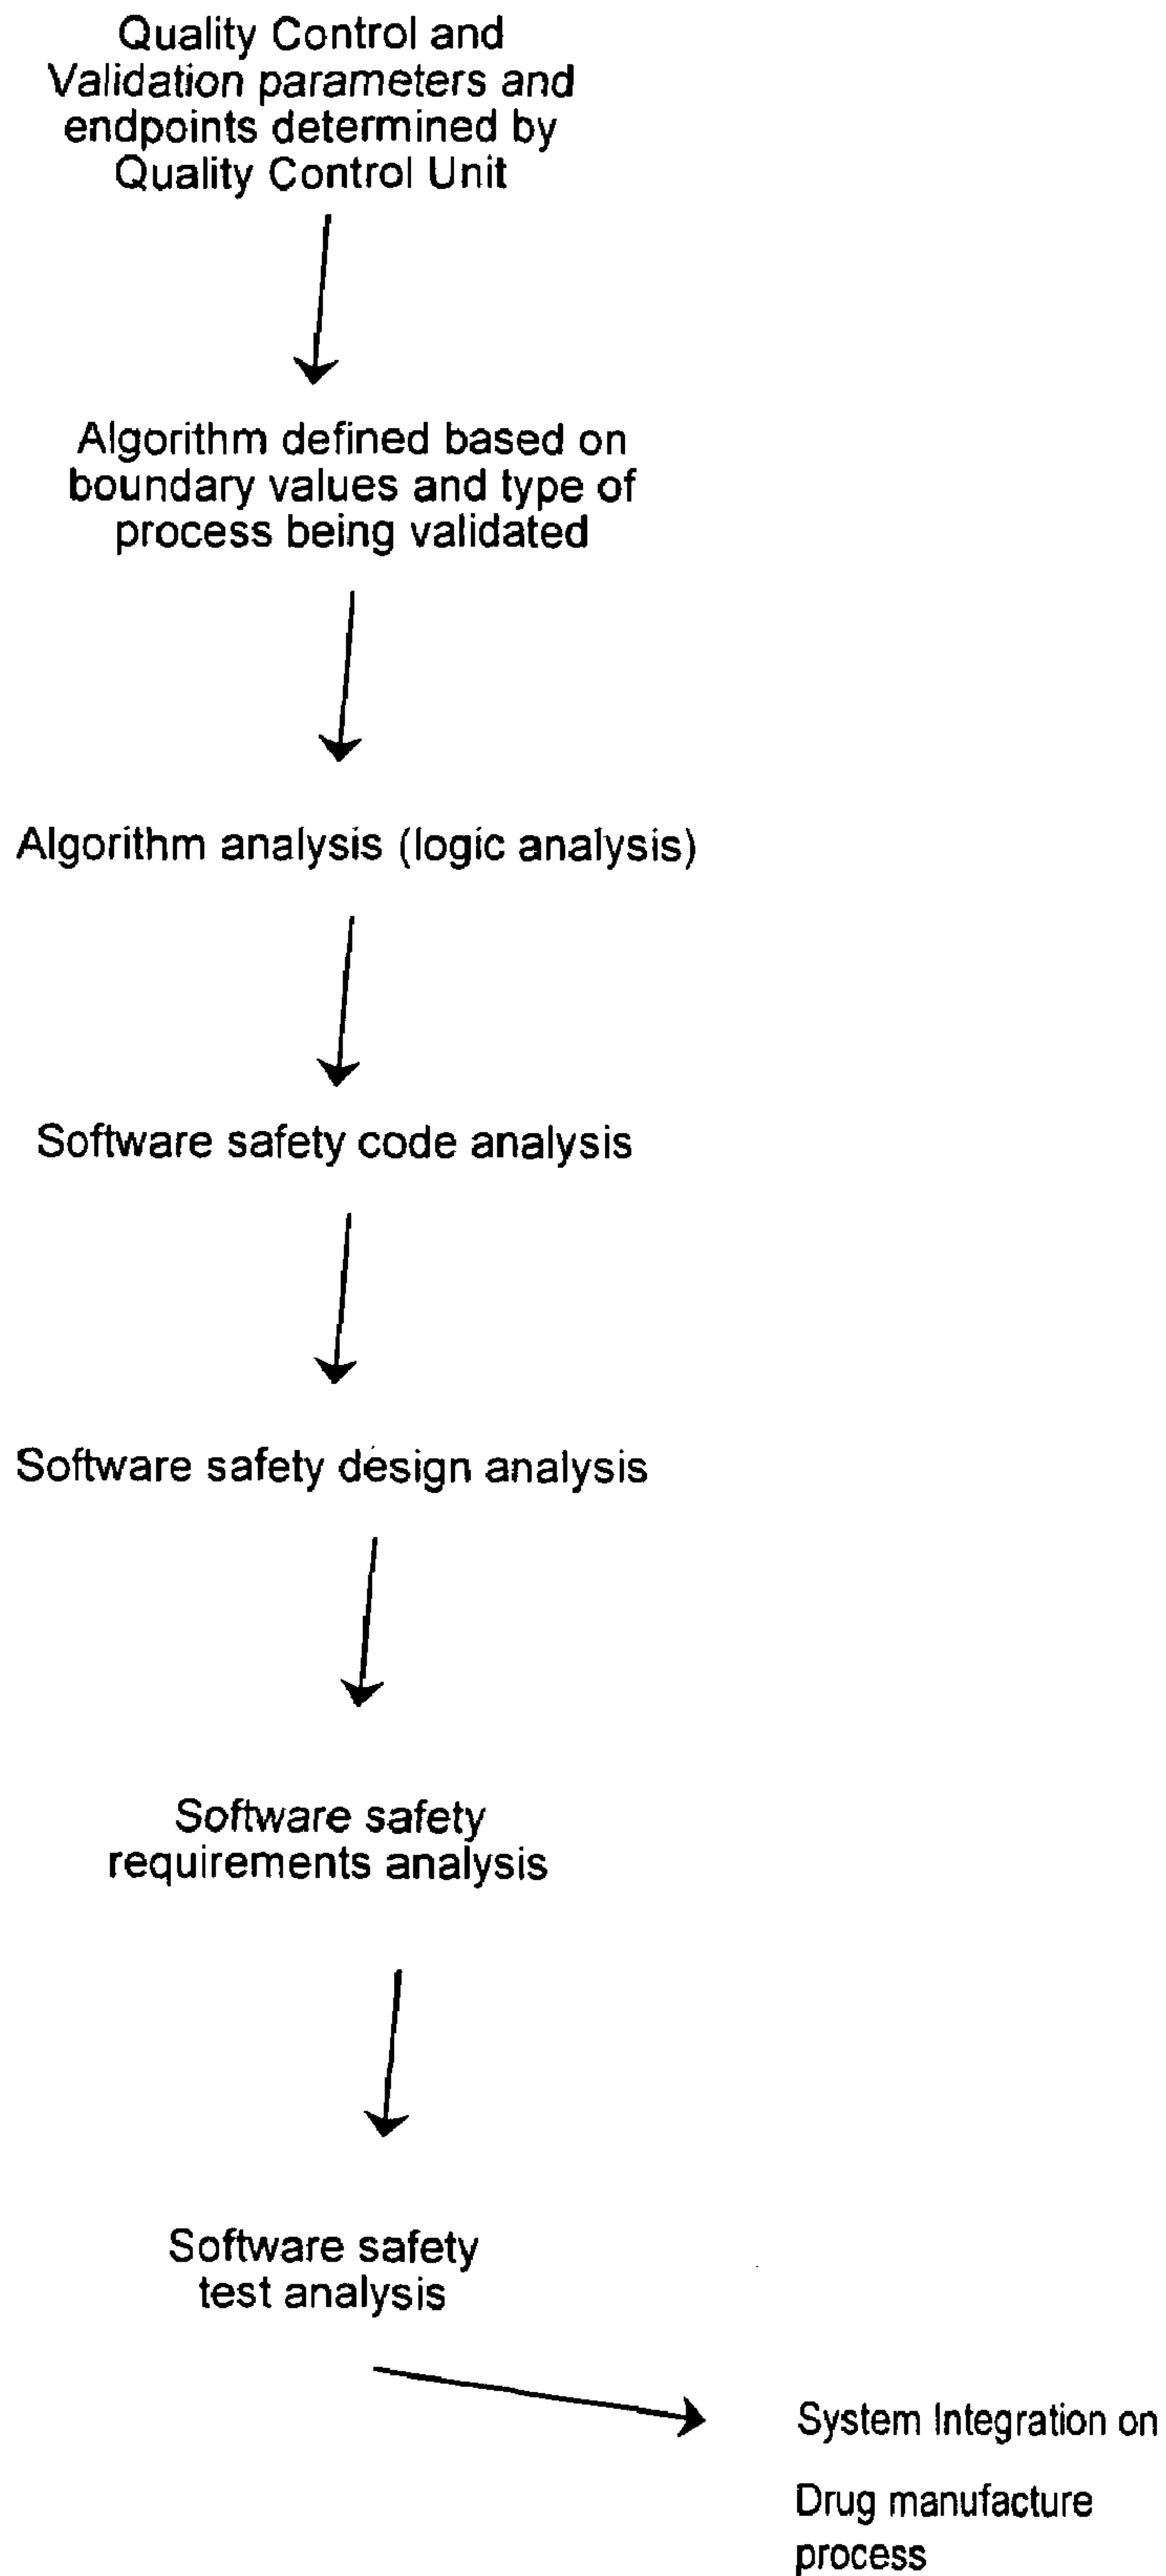 Quality Control and
Validation parameters and
endpoints determined by
Quality Control Unit
Algorithm defined based on
boundary values and type of
process being validated
Algorithm analysis (logic analysis)
Software safety code analysis
Software safety design analysis
Software safety
requirements analysis
Software safety
test analysis
System Integration on
Drug manufacture
process